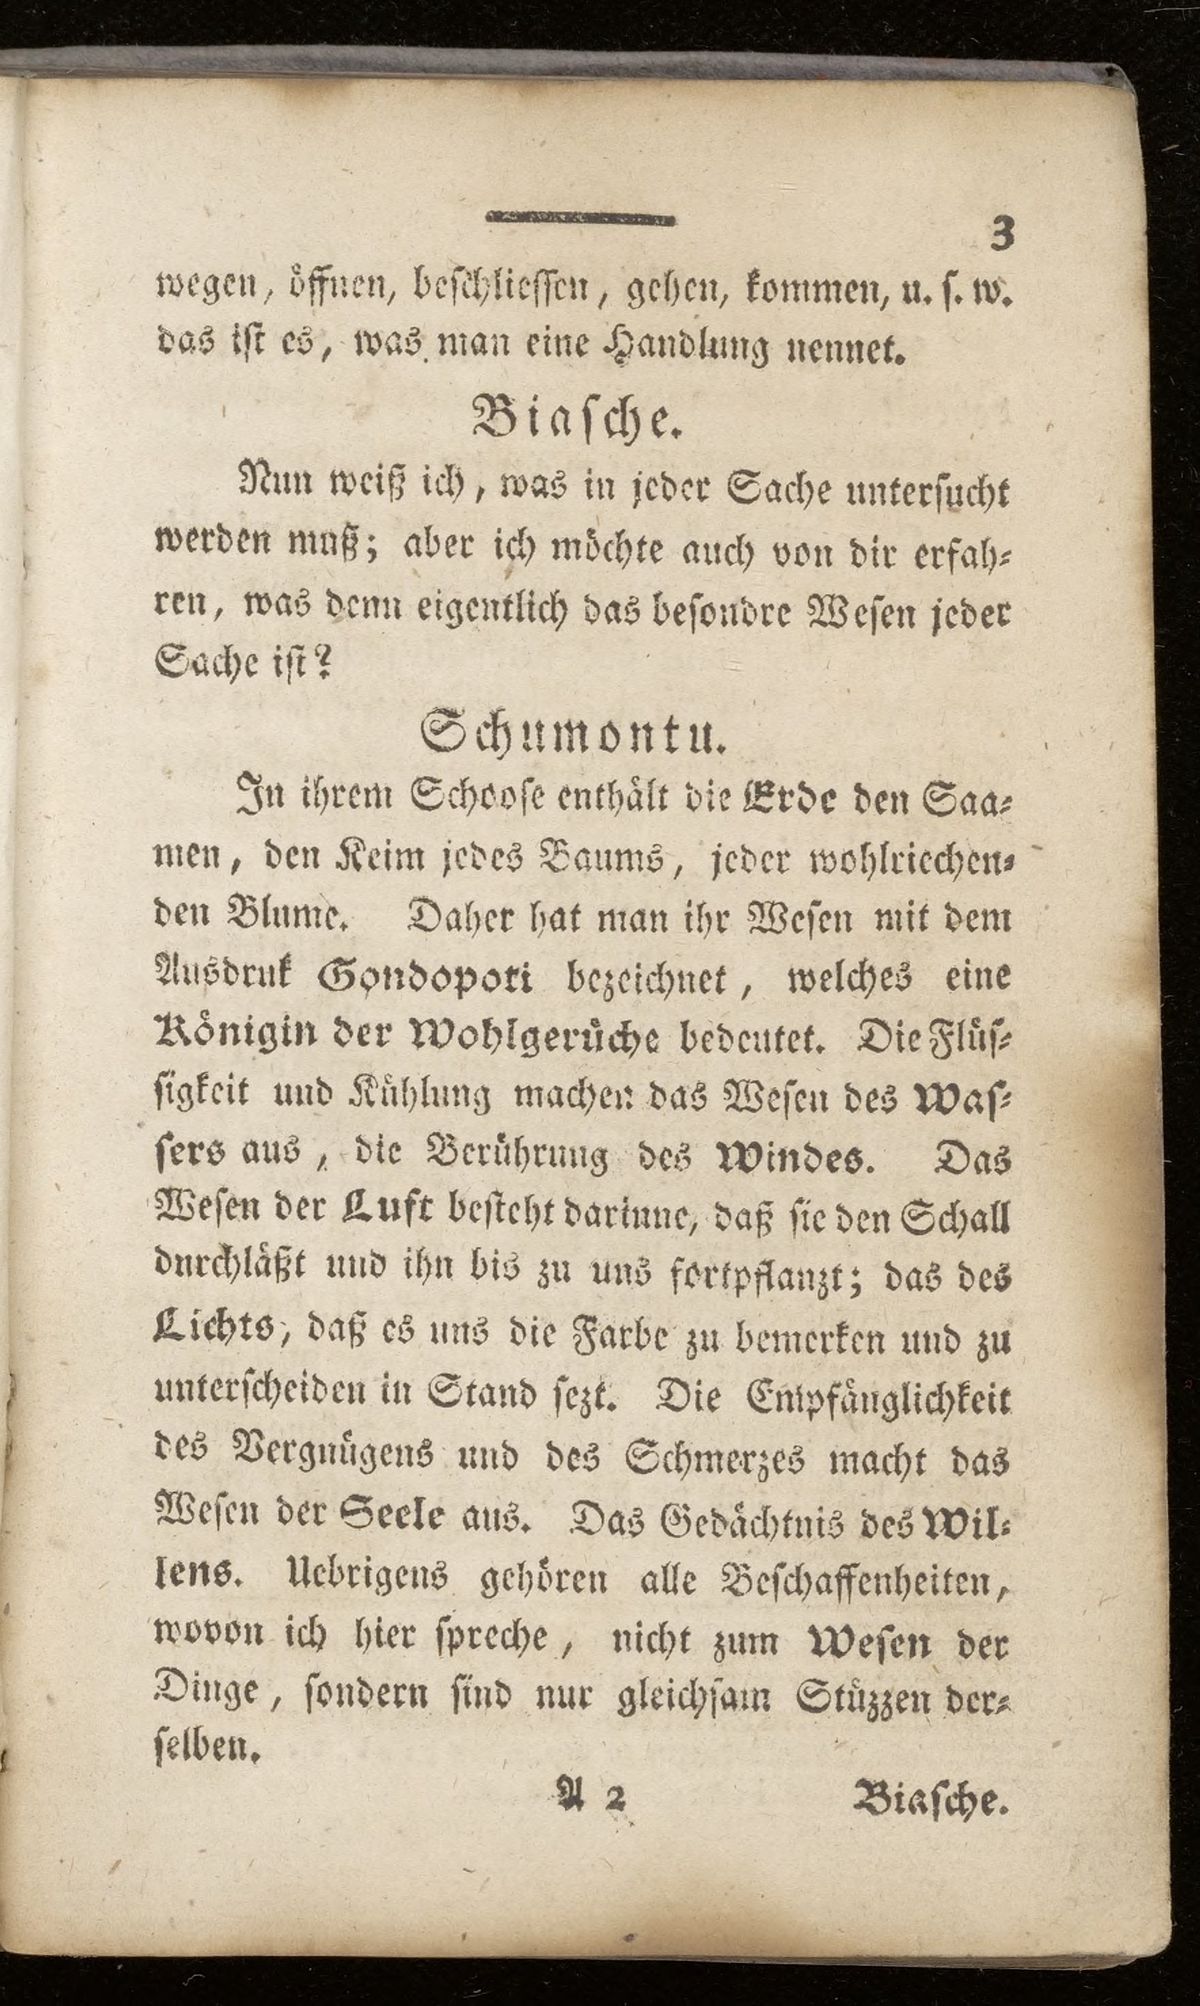 3
wegen, öffnen, beschliessen, gehen, kommen, u. s. w.
das ist es, was man eine Handlung nennet.
Biasche.
Nun weiß ich, was in jeder Sache untersucht
werden muß; aber ich möchte auch von dir erfah-
ren, was denn eigentlich das besondre Wesen jeder
Sache ist?
Schumontu.
In ihrem Schoose enthält die Erde den Saa-
men, den Keim jedes Baums, jeder wohlriechen-
den Blume. Daher hat man ihr Wesen mit dem
Ausdruk Gondopoti bezeichnet, welches eine
Königin der Wohlgerüche bedeutet. Die Flüs-
sigkeit und Kühlung machen das Wesen des Was-
sers aus, die Berührung des Windes. Das
Wesen der Luft besteht darinne, daß sie den Schall
durchläßt und ihn bis zu uns fortpflanzt; das des
Lichts, daß es uns die Farbe zu bemerken und zu
unterscheiden in Stand sezt. Die Empfänglichkeit
des Vergnügens und des Schmerzes macht das
Wesen der Seele aus. Das Gedächtnis des Wil-
lens. Uebrigens gehören alle Beschaffenheiten,
wovon ich hier spreche, nicht zum Wesen der
Dinge, sondern sind nur gleichsam Stüzzen der-
selben.
A 2 Biasche.